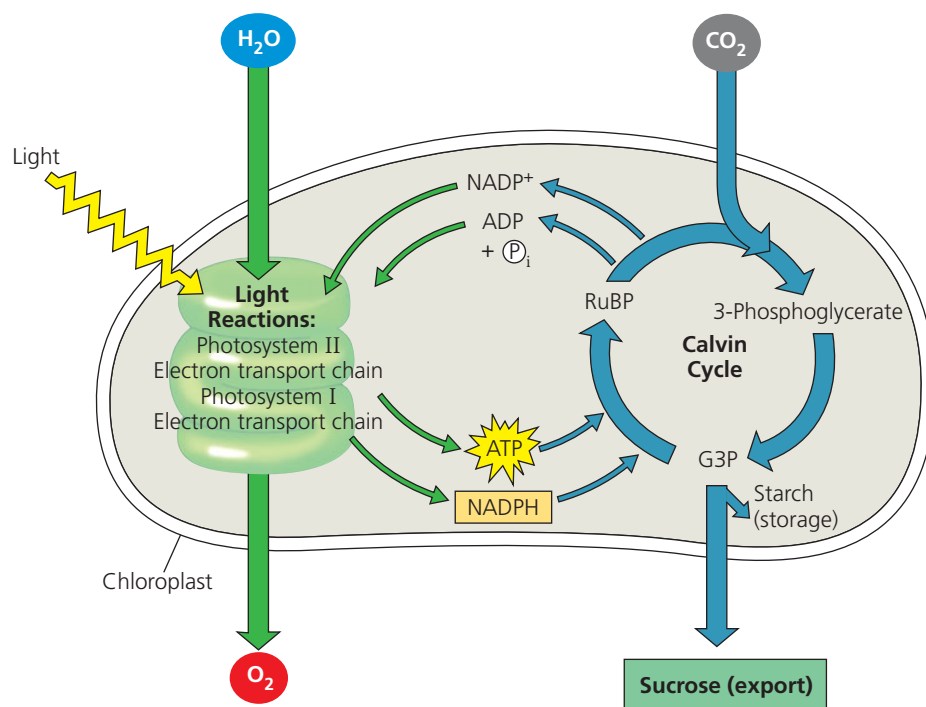 H₂O
CO₂
Light
NADP⁺
ADP
+ Ⓟᵢ
Light
Reactions:
Photosystem II
Electron transport chain
Photosystem I
Electron transport chain
RuBP
3-Phosphoglycerate
Calvin
Cycle
ATP
G3P
NADPH
Starch
(storage)
Chloroplast
O₂
Sucrose (export)